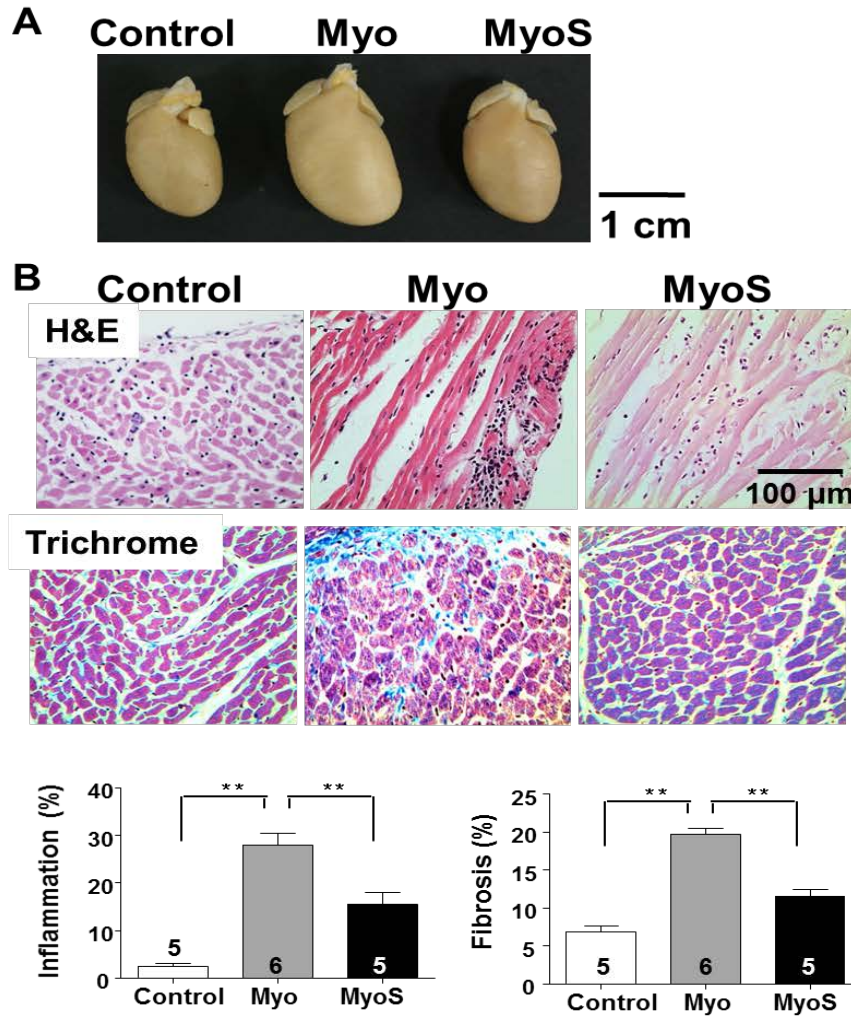 A
Control Myo MyoS
1 cm
B
Control Myo MyoS
H&E
100 μm
Trichrome
Inflammation (%)
40
30
20
10
0
** **
5 6 5
Control Myo MyoS
Fibrosis (%)
25
20
15
10
5
0
** **
5 6 5
Control Myo MyoS